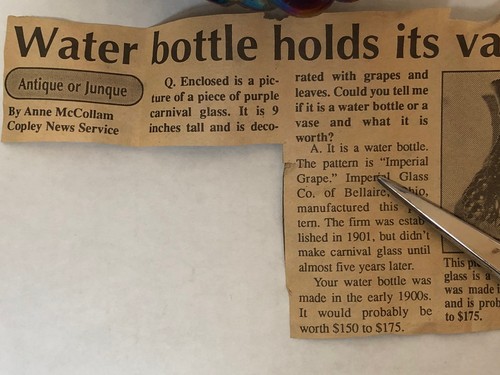 Water bottle holds its va
Antique or Junque
By Anne McCollam
Copley News Service
Q. Enclosed is a pic-
ture of a piece of purple
carnival glass. It is 9
inches tall and is deco-
rated with grapes and
leaves. Could you tell me
if it is a water bottle or a
vase and what it is
worth?
A. It is a water bottle.
The pattern is “Imperial
Grape.” Imperial Glass
Co. of Bellaire, Ohio,
manufactured this
tern. The firm was estab
lished in 1901, but didn't
make carnival glass until
almost five years later.
Your water bottle was
made in the early 1900s.
It would probably be
worth $150 to $175.
This
glass is a
was made i
and is prob
to $175.